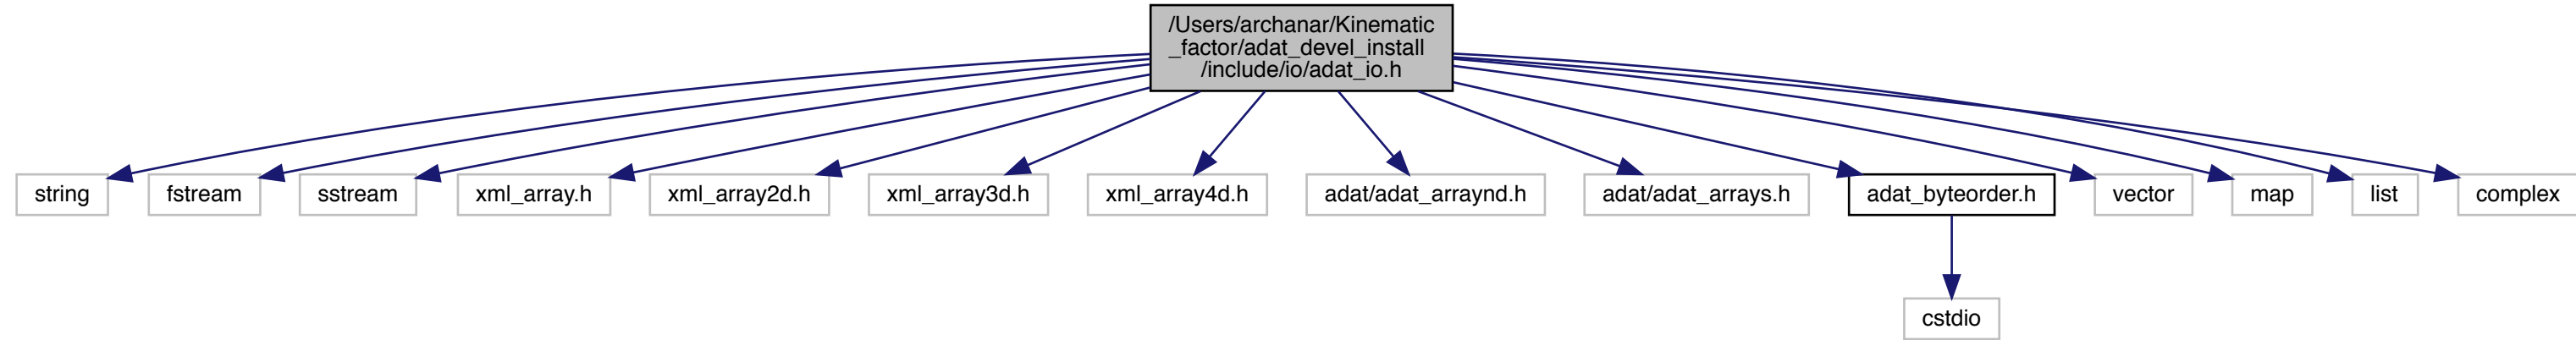 /Users/archanar/Kinematic
_factor/adat_devel_install
/include/io/adat_io.h
string
fstream
sstream
xml_array.h
xml_array2d.h
xml_array3d.h
xml_array4d.h
adat/adat_arraynd.h
adat/adat_arrays.h
adat_byteorder.h
vector
map
list
complex
cstdio